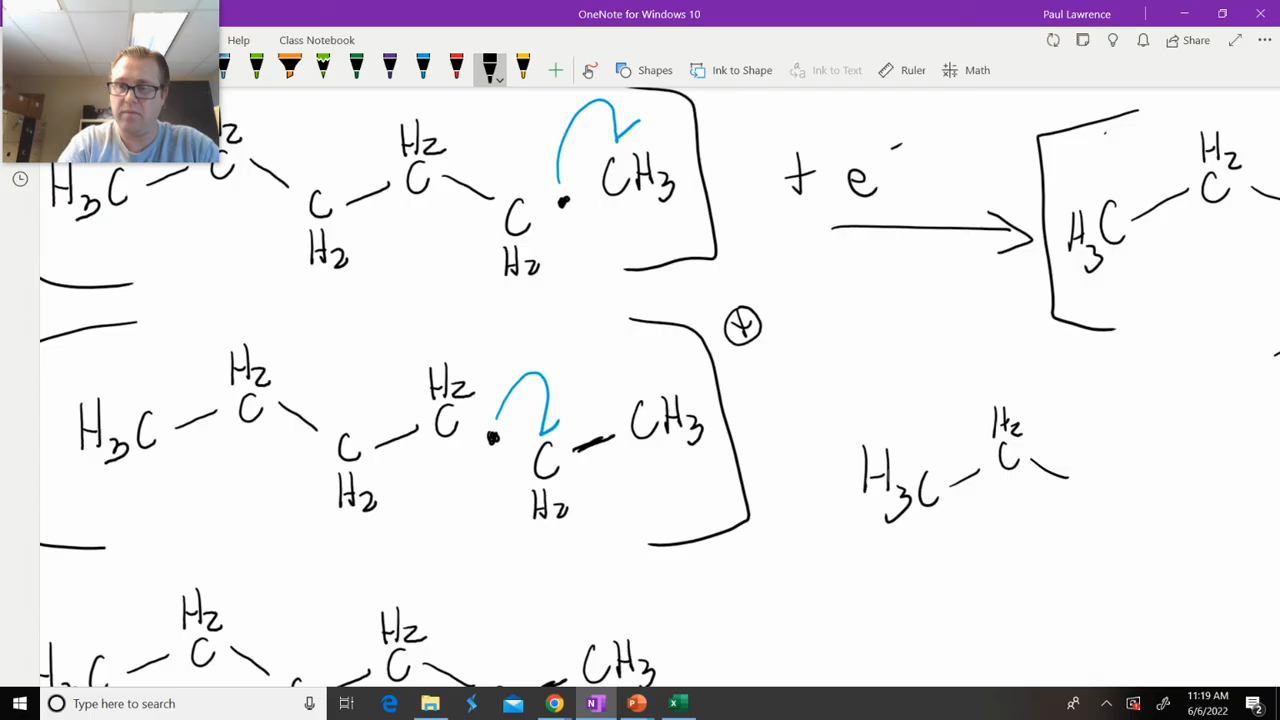 OneNote for Windows 10
Paul Lawrence
Help
Class Notebook
Share
Shapes
Ink to Shape
Ink to Text
Ruler
Math
H3C
C
C
H2
H2
C
C
H2
CH3
+ e-
H3C
H2
C
H3C
H2
C
C
H2
H2
C
C
H2
CH3
+
H3C
H2
C
H2
C
H2
C
CH3
Type here to search
11:19 AM
6/6/2022
2